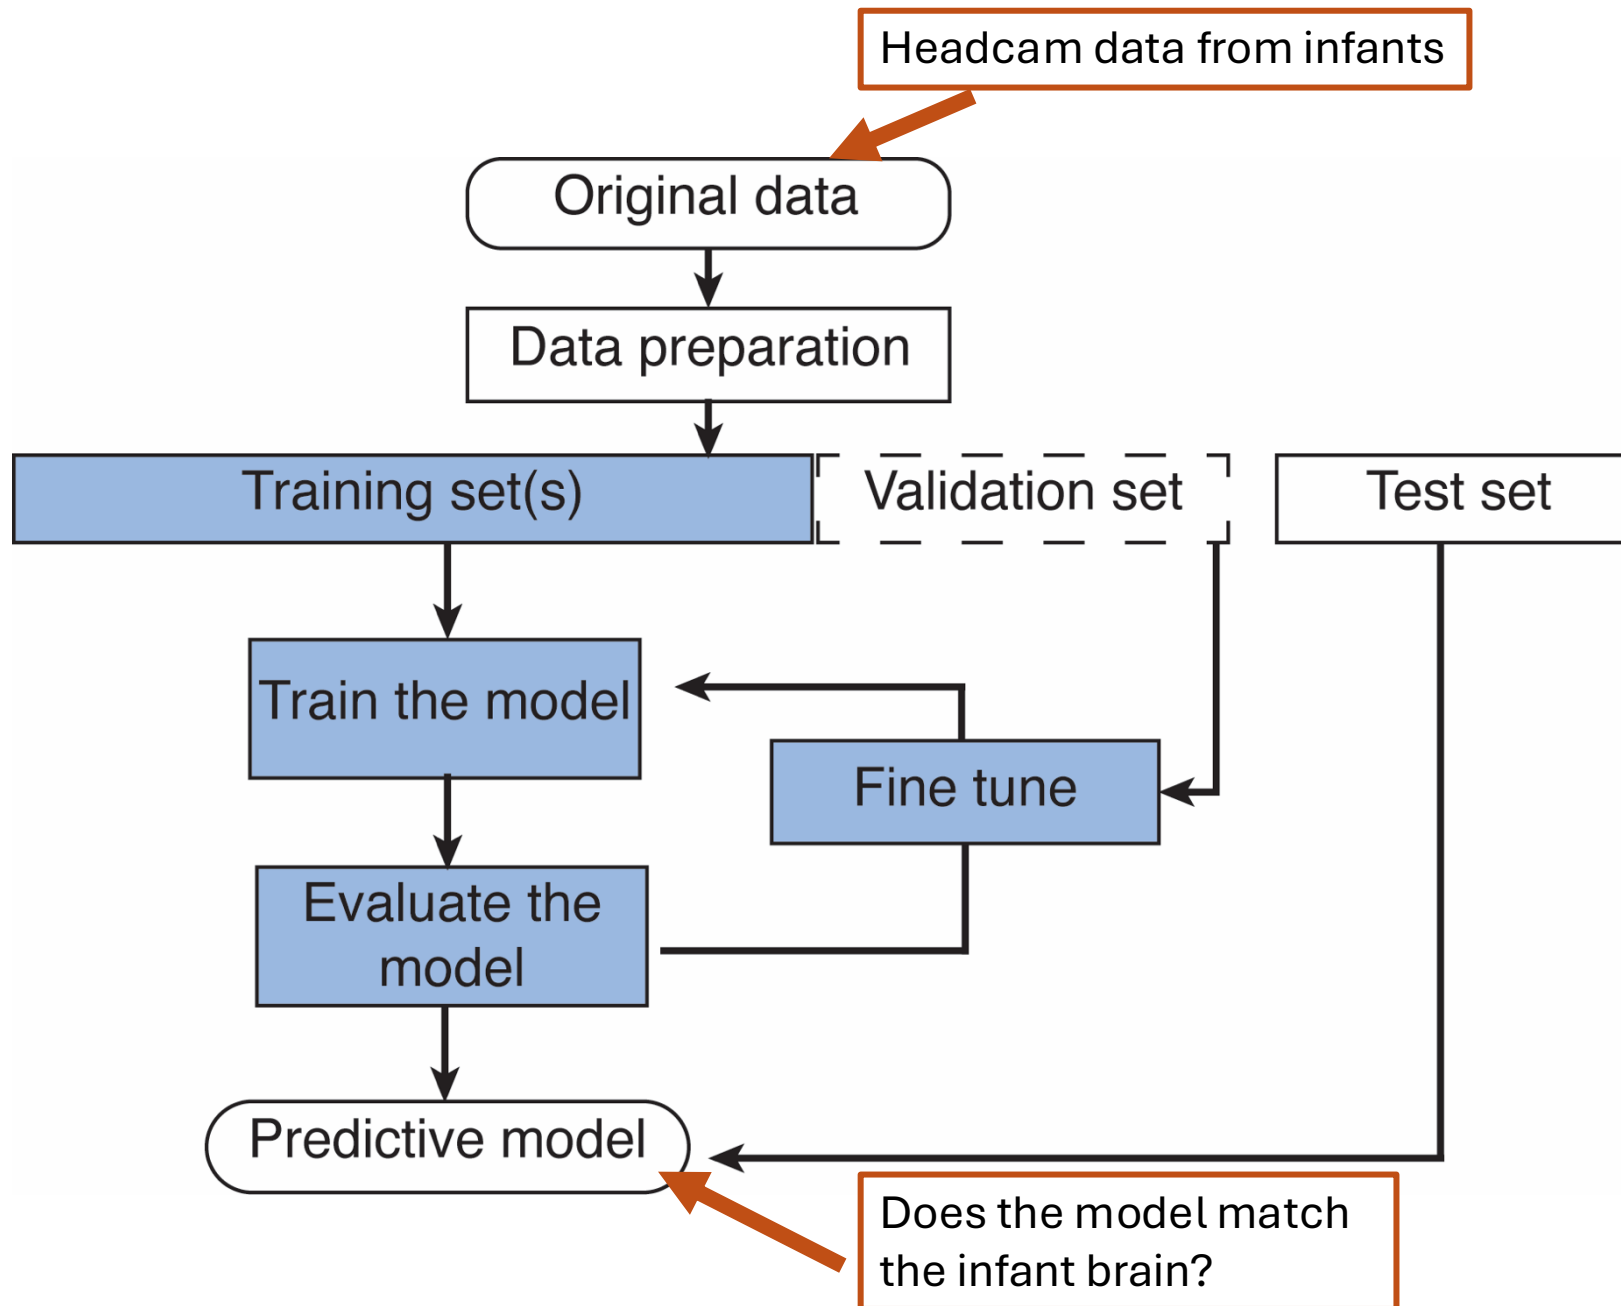 Headcam data from infants
Original data
Data preparation
Training set(s)
Validation set
Test set
Train the model
Fine tune
Evaluate the
model
Predictive model
Does the model match
the infant brain?